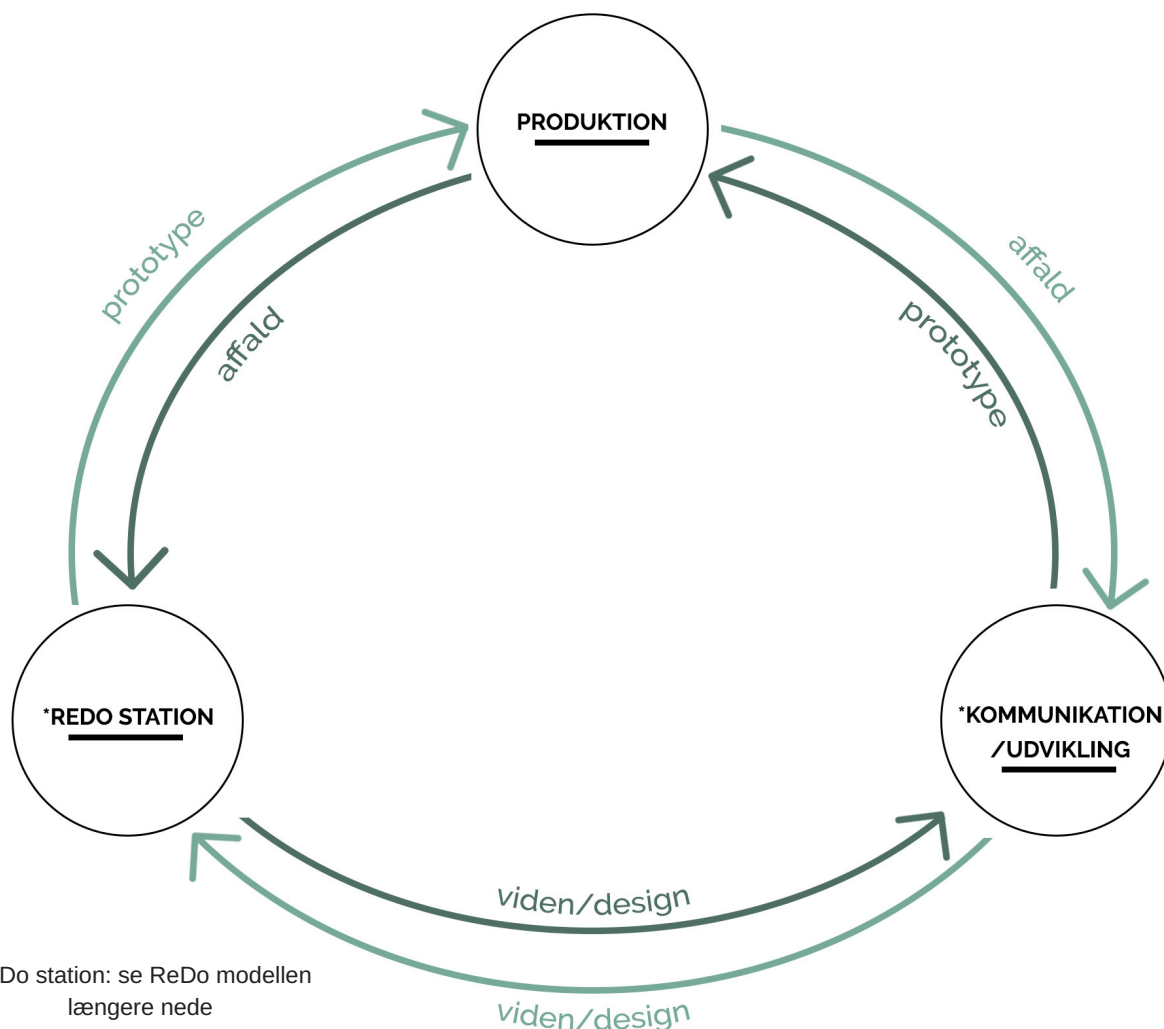 PRODUKTION
prototype
affald
affald
prototype
*REDO STATION
*KOMMUNIKATION
/UDVIKLING
viden/design
viden/design
Do station: se ReDo modellen
længere nede